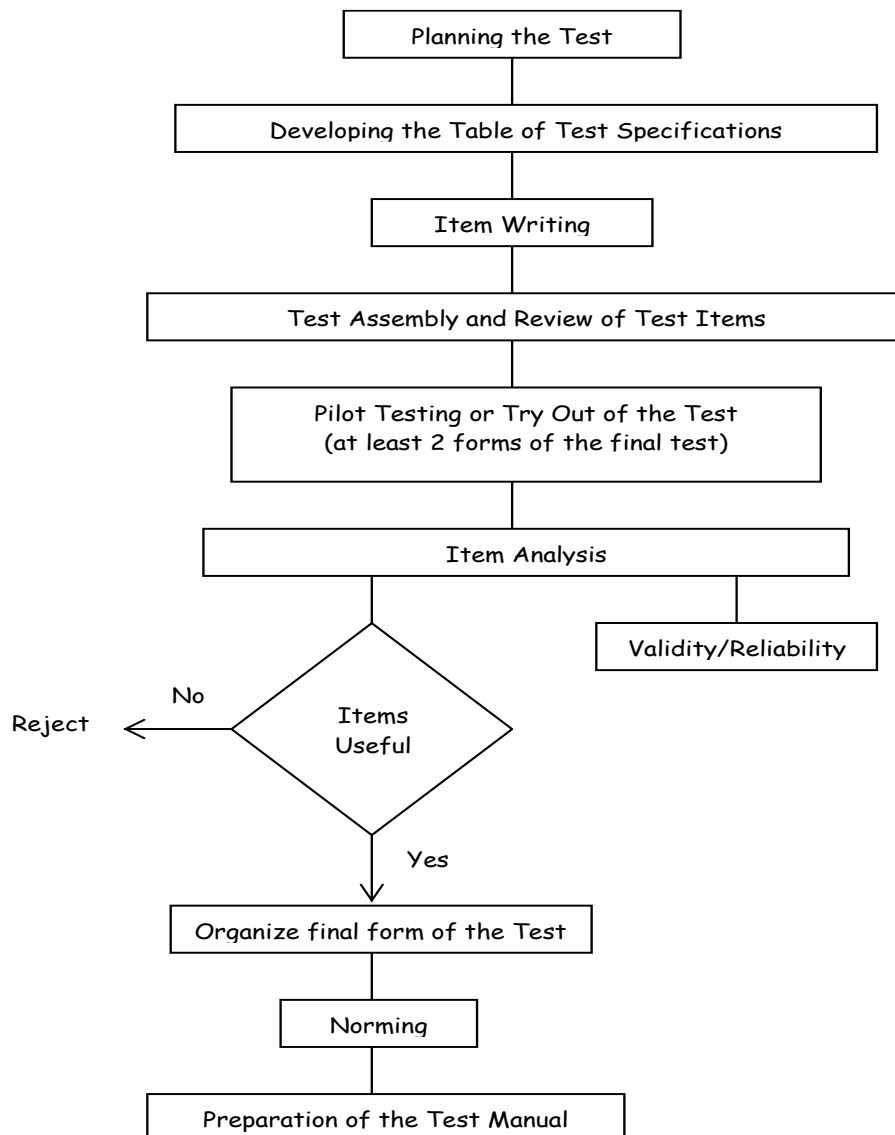 Planning the Test
Developing the Table of Test Specifications
Item Writing
Test Assembly and Review of Test Items
Pilot Testing or Try Out of the Test
(at least 2 forms of the final test)
Item Analysis
Validity/Reliability
No
Reject
Items
Useful
Yes
Organize final form of the Test
Norming
Preparation of the Test Manual